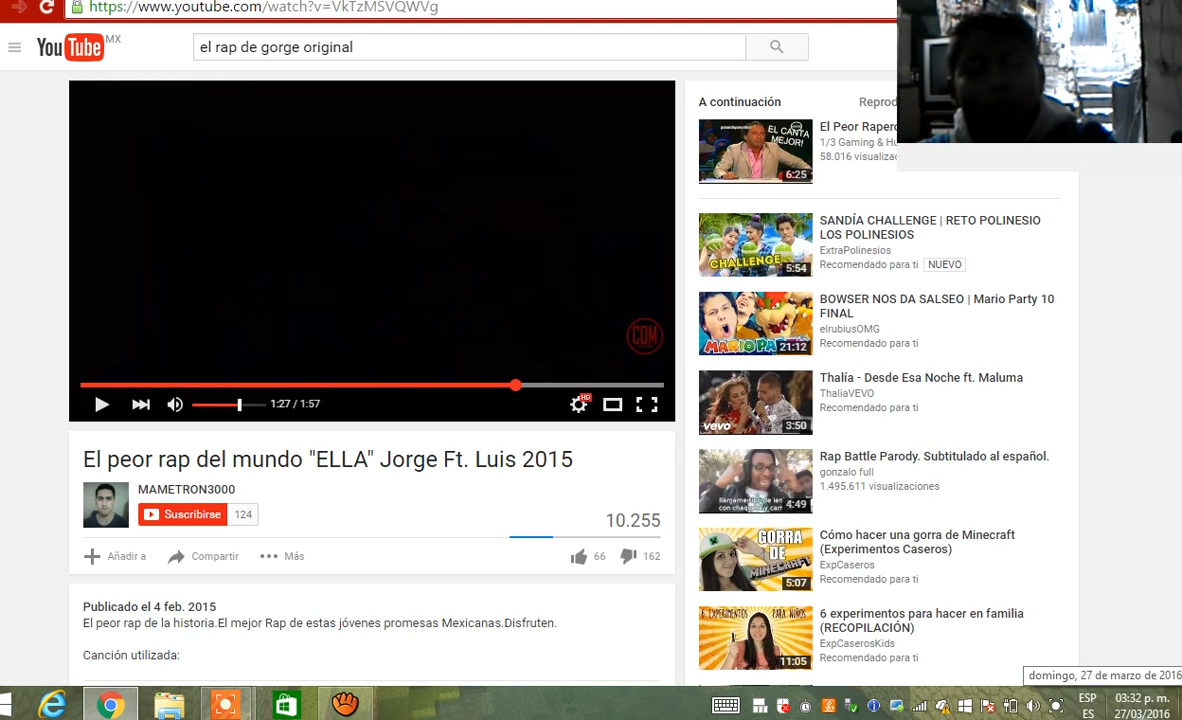 https://www.youtube.com/watch?v=VkTzMSVQWVg
YouTube MX
el rap de gorge original
COM
1:27 / 1:57
HD
El peor rap del mundo "ELLA" Jorge Ft. Luis 2015
MAMETRON3000
Suscribirse 124
10.255
Añadir a Compartir Más 66 162
Publicado el 4 feb. 2015
El peor rap de la historia.El mejor Rap de estas jóvenes promesas Mexicanas.Disfruten.
Canción utilizada:
A continuación
EL CANTA
MEJOR!
6:25
El Peor Rapero
1/3 Gaming & Hu
58.016 visualiza
CHALLENGE
5:54
SANDÍA CHALLENGE | RETO POLINESIO
LOS POLINESIOS
ExtraPolinesios
Recomendado para ti NUEVO
MARIO PARTY
21:12
BOWSER NOS DA SALSEO | Mario Party 10
FINAL
elrubiusOMG
Recomendado para ti
vevo
3:50
Thalía - Desde Esa Noche ft. Maluma
ThaliaVEVO
Recomendado para ti
4:49
Rap Battle Parody. Subtitulado al español.
gonzalo full
1.495.611 visualizaciones
GORRA
DE
MINECRAFT
5:07
Cómo hacer una gorra de Minecraft
(Experimentos Caseros)
ExpCaseros
Recomendado para ti
6 EXPERIMENTOS PARA NIÑOS
11:05
6 experimentos para hacer en familia
(RECOPILACIÓN)
ExpCaserosKids
Recomendado para ti
domingo, 27 de marzo de 2016
ESP
ES
03:32 p. m.
27/03/2016